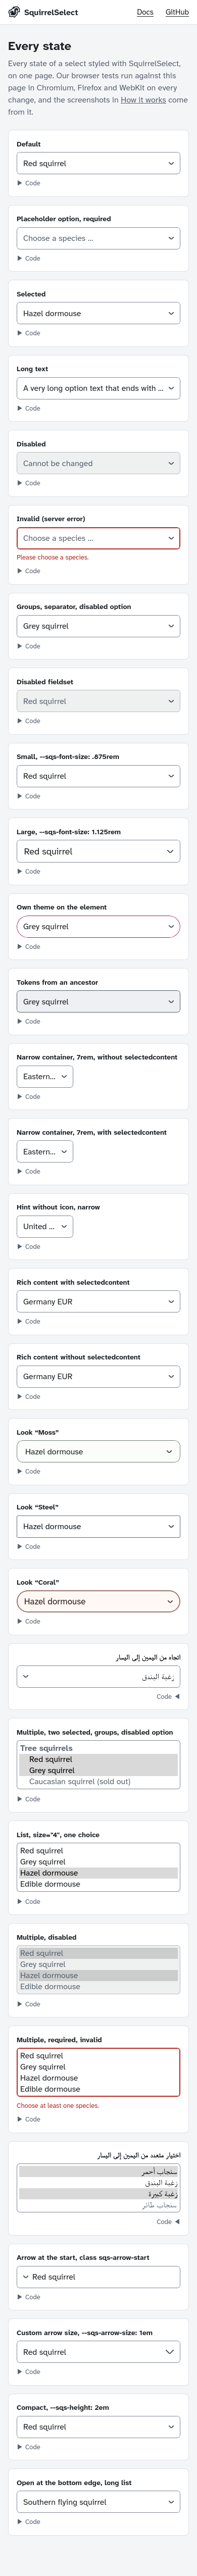 SquirrelSelect
Docs GitHub
Every state
Every state of a select styled with SquirrelSelect,
on one page. Our browser tests run against this
page in Chromium, Firefox and WebKit on every
change, and the screenshots in How it works come
from it.
Default
Red squirrel
Code
Placeholder option, required
Choose a species ...
Code
Selected
Hazel dormouse
Code
Long text
A very long option text that ends with ...
Code
Disabled
Cannot be changed
Code
Invalid (server error)
Choose a species ...
Please choose a species.
Code
Groups, separator, disabled option
Grey squirrel
Code
Disabled fieldset
Red squirrel
Code
Small, --sqs-font-size: .875rem
Red squirrel
Code
Large, --sqs-font-size: 1.125rem
Red squirrel
Code
Own theme on the element
Grey squirrel
Code
Tokens from an ancestor
Grey squirrel
Code
Narrow container, 7rem, without selectedcontent
Eastern...
Code
Narrow container, 7rem, with selectedcontent
Eastern...
Code
Hint without icon, narrow
United ...
Code
Rich content with selectedcontent
Germany EUR
Code
Rich content without selectedcontent
Germany EUR
Code
Look “Moss”
Hazel dormouse
Code
Look “Steel”
Hazel dormouse
Code
Look “Coral”
Hazel dormouse
Code
اتجاه من اليمين إلى اليسار
زغبة البندق
Code
Multiple, two selected, groups, disabled option
Tree squirrels
Red squirrel
Grey squirrel
Caucasian squirrel (sold out)
Code
List, size="4", one choice
Red squirrel
Grey squirrel
Hazel dormouse
Edible dormouse
Code
Multiple, disabled
Red squirrel
Grey squirrel
Hazel dormouse
Edible dormouse
Code
Multiple, required, invalid
Red squirrel
Grey squirrel
Hazel dormouse
Edible dormouse
Choose at least one species.
Code
اختيار متعدد من اليمين إلى اليسار
سنجاب أحمر
زغبة البندق
زغبة كبيرة
سنجاب طائر
Code
Arrow at the start, class sqs-arrow-start
Red squirrel
Code
Custom arrow size, --sqs-arrow-size: 1em
Red squirrel
Code
Compact, --sqs-height: 2em
Red squirrel
Code
Open at the bottom edge, long list
Southern flying squirrel
Code